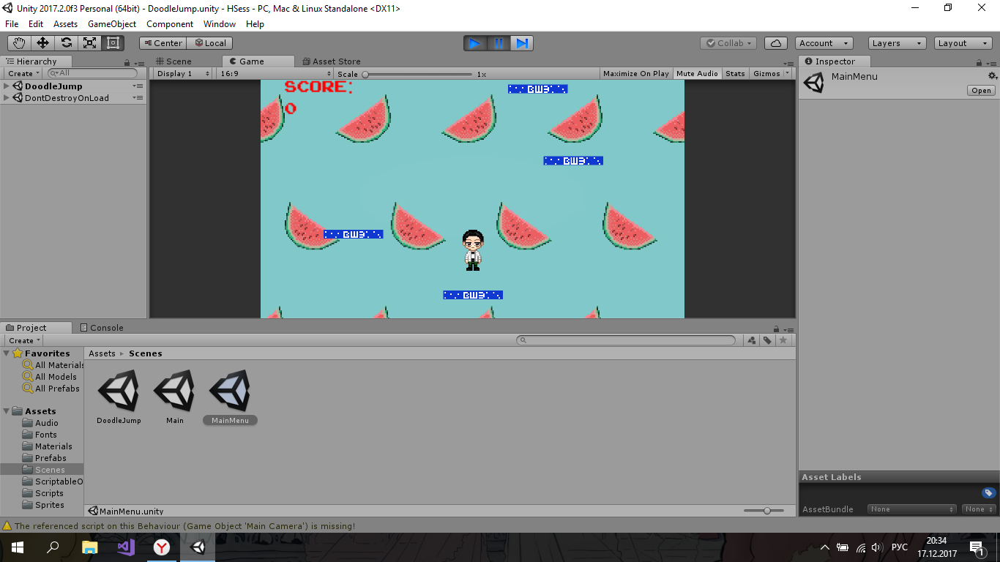 Unity 2017.2.0f3 Personal (64bit) - DoodleJump.unity - HSess - PC, Mac & Linux Standalone <DX11>
File Edit Assets GameObject Component Window Help
Center Local Collab Account Layers Layout
Hierarchy Scene Game Asset Store Inspector
Create All Display 1 16:9 Scale 1x Maximize On Play Mute Audio Stats Gizmos MainMenu
Open
DoodleJump
DontDestroyOnLoad
SCORE:
0
Project Console
Create
Favorites Assets Scenes
All Materials
All Models
All Prefabs
Assets
Audio
Fonts
Materials
Prefabs
Scenes
ScriptableO
Scripts
Sprites
DoodleJump Main MainMenu
MainMenu.unity
Asset Labels
AssetBundle None None
The referenced script on this Behaviour (Game Object 'Main Camera') is missing!
РУС
20:34
17.12.2017
1